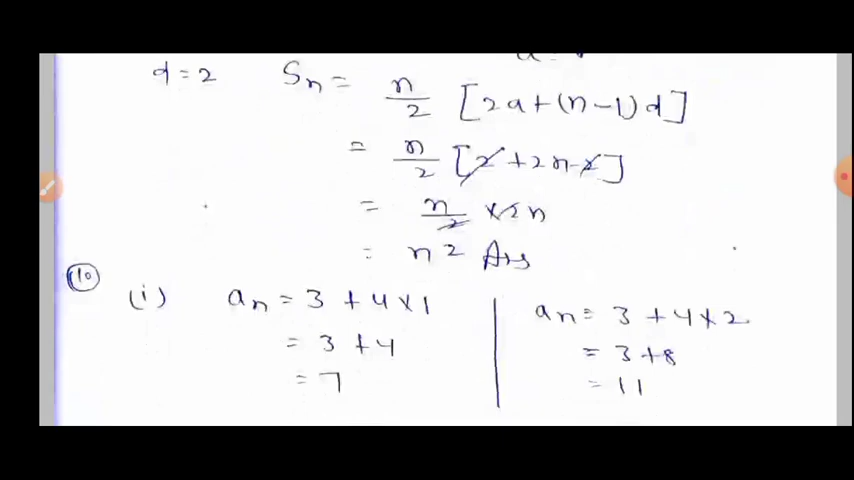 d = 2 Sn = n/2 [2a + (n - 1) d]
= n/2 [2 + 2n - 2]
= n/2 × 2n
= n² Ans
(10)
(i) an = 3 + 4 × 1 | an = 3 + 4 × 2
= 3 + 4 | = 3 + 8
= 7 | = 11